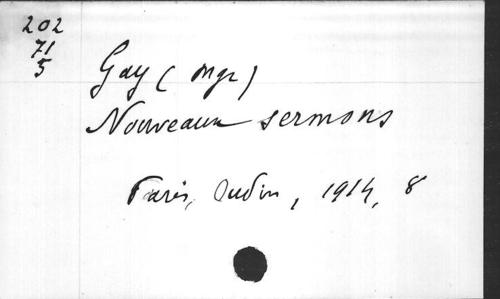 202
71
5
Gay (Mgr)
Nouveaux sermons
Paris, Oudin, 1914, 8